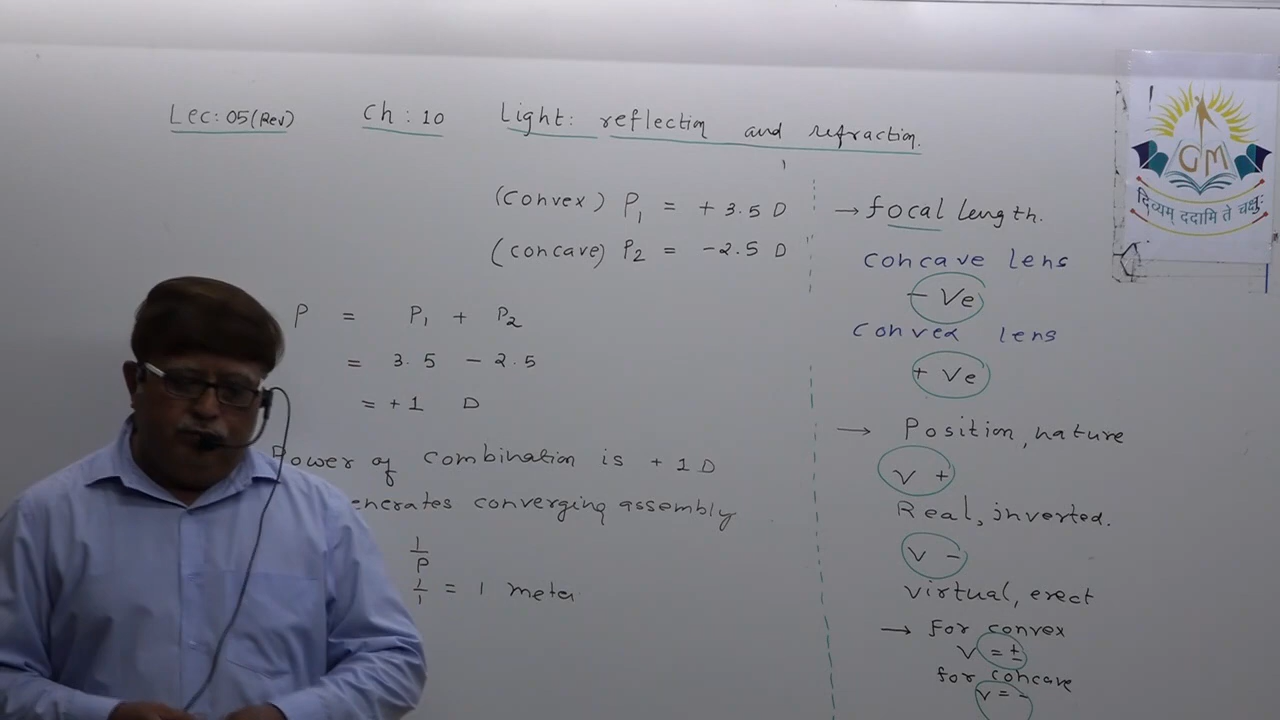 Lec: 05 (Rev) Ch: 10 Light: reflection and refraction.
(Convex) P1 = + 3.5 D
(concave) P2 = -2.5 D
P = P1 + P2
= 3.5 - 2.5
= +1 D
Power of combination is + 1 D
enerates converging assembly
1/P
1/1 = 1 meter
→ focal length.
concave lens
- Ve
Convex lens
+ Ve
→ Position, nature
v +
Real, inverted.
v -
virtual, erect
→ for convex
v = ±
for concave
v = -
GM
दिव्यम् ददामि ते चक्षुः